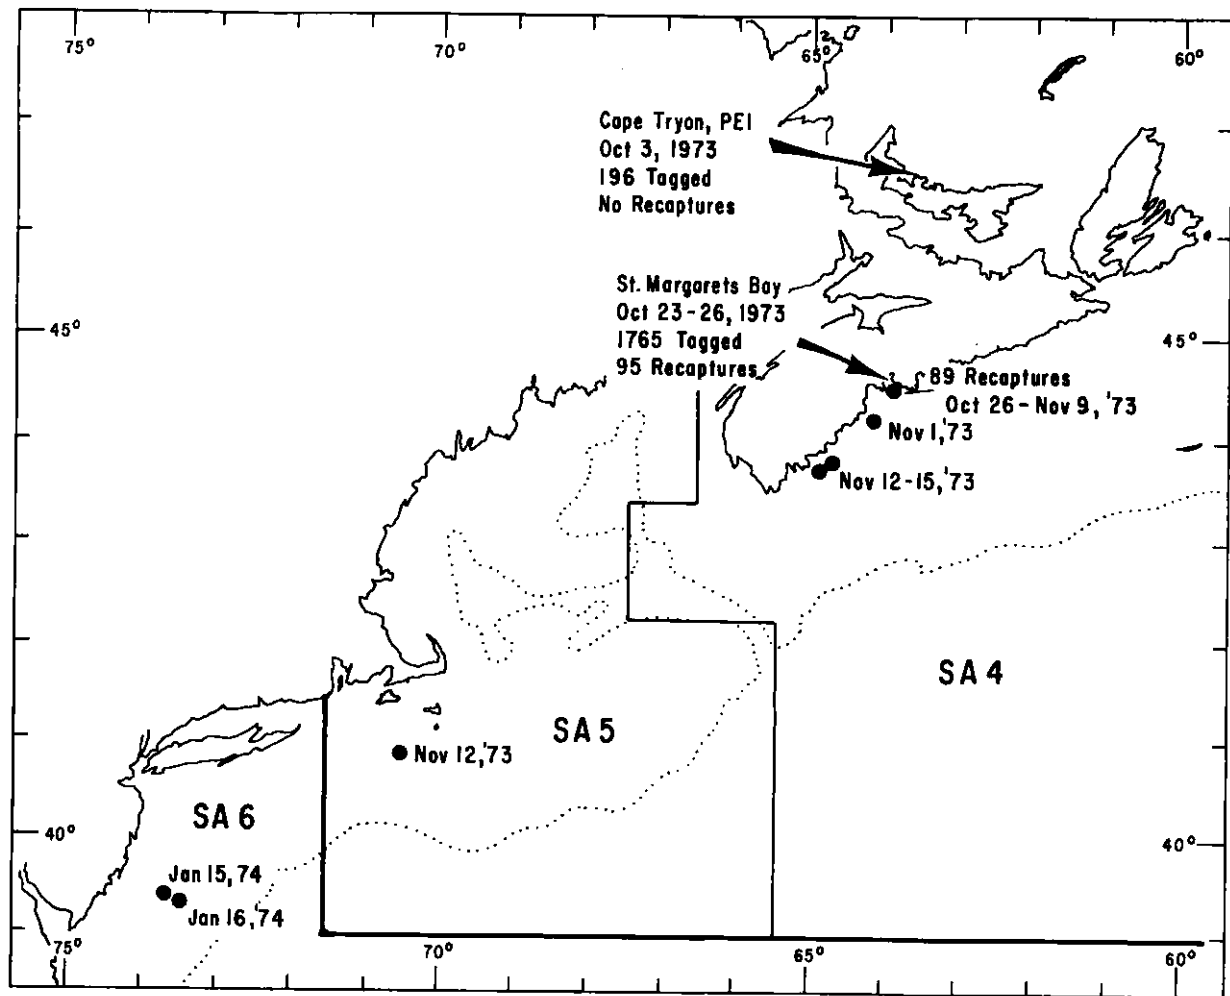 75°
70°
65°
60°
Cape Tryon, PEI
Oct 3, 1973
196 Tagged
No Recaptures
St. Margarets Bay
Oct 23-26, 1973
1765 Tagged
95 Recaptures
45°
45°
89 Recaptures
Oct 26-Nov 9, '73
Nov 1,'73
Nov 12-15,'73
SA 4
SA 5
Nov 12,'73
SA 6
40°
40°
Jan 15, 74
Jan 16,'74
75°
70°
65°
60°